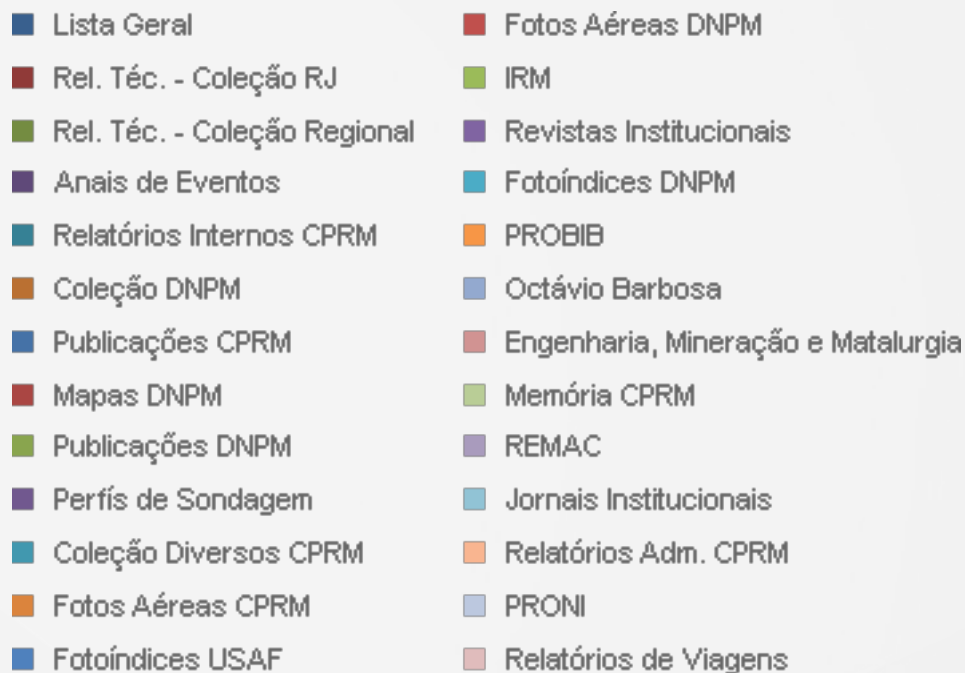 Lista Geral
Rel. Téc. - Coleção RJ
Rel. Téc. - Coleção Regional
Anais de Eventos
Relatórios Internos CPRM
Coleção DNPM
Publicações CPRM
Mapas DNPM
Publicações DNPM
Perfís de Sondagem
Coleção Diversos CPRM
Fotos Aéreas CPRM
Fotoíndices USAF
Fotos Aéreas DNPM
IRM
Revistas Institucionais
Fotoíndices DNPM
PROBIB
Octávio Barbosa
Engenharia, Mineração e Matalurgia
Memória CPRM
REMAC
Jornais Institucionais
Relatórios Adm. CPRM
PRONI
Relatórios de Viagens